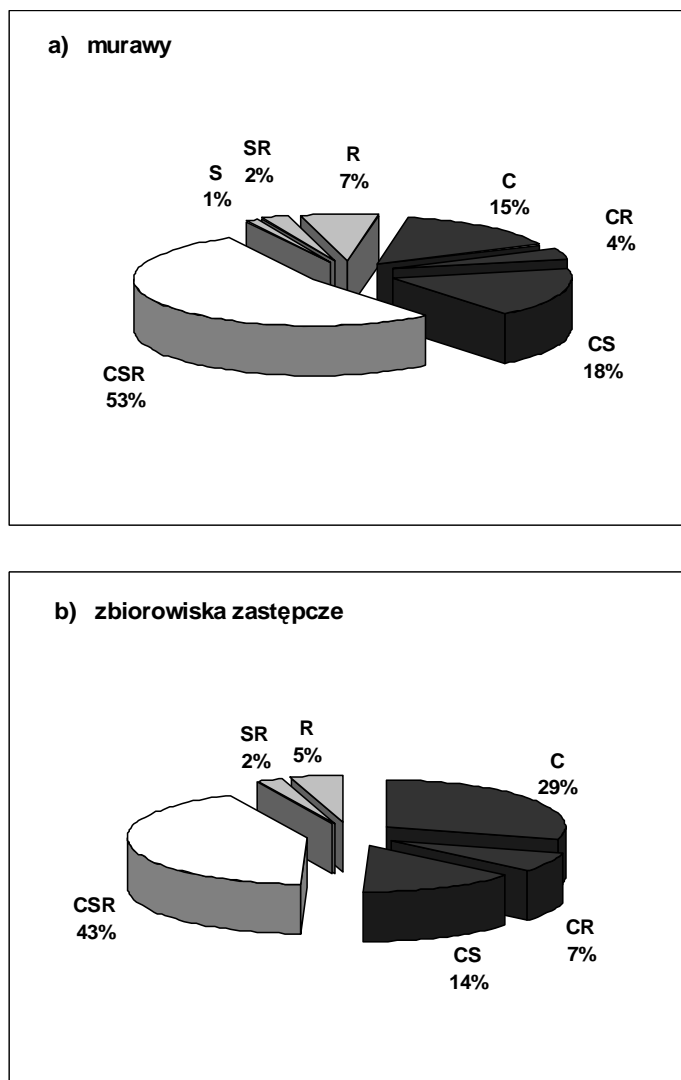 a) murawy
S
1%
SR
2%
R
7%
C
15%
CR
4%
CS
18%
CSR
53%
b) zbiorowiska zastępcze
SR
2%
R
5%
C
29%
CR
7%
CS
14%
CSR
43%